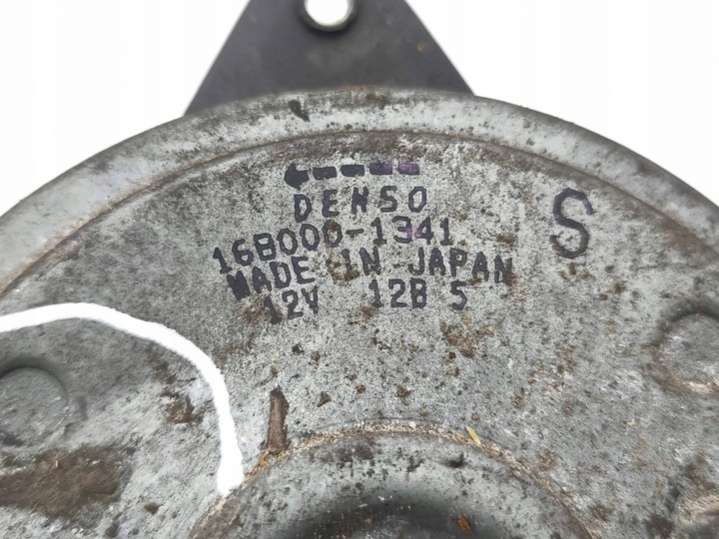 DENSO
168000-1341
MADE IN JAPAN
12V 12B 5
S